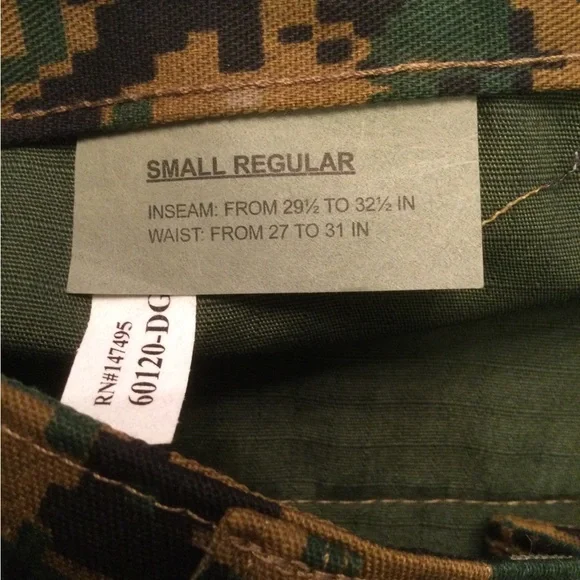 SMALL REGULAR
INSEAM: FROM 29½ TO 32½ IN
WAIST: FROM 27 TO 31 IN
RN#147495
60120-DG